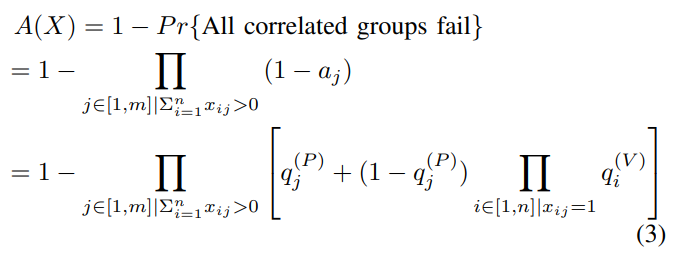 A(X) = 1 − Pr{All correlated groups fail}
= 1 − ∏_{j∈[1,m]|Σ_{i=1}^{n} x_{ij}>0} (1 − a_j)
= 1 − ∏_{j∈[1,m]|Σ_{i=1}^{n} x_{ij}>0} [q_j^{(P)} + (1 − q_j^{(P)}) ∏_{i∈[1,n]|x_{ij}=1} q_i^{(V)}]
(3)